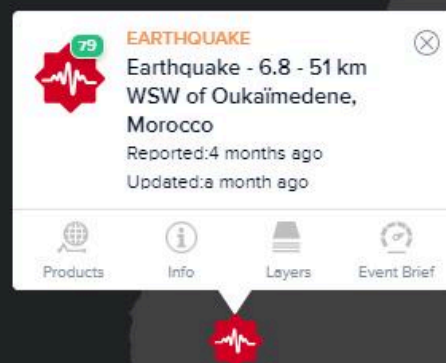 79
EARTHQUAKE
Earthquake - 6.8 - 51 km
WSW of Oukaïmedene,
Morocco
Reported:4 months ago
Updated:a month ago
Products Info Layers Event Brief